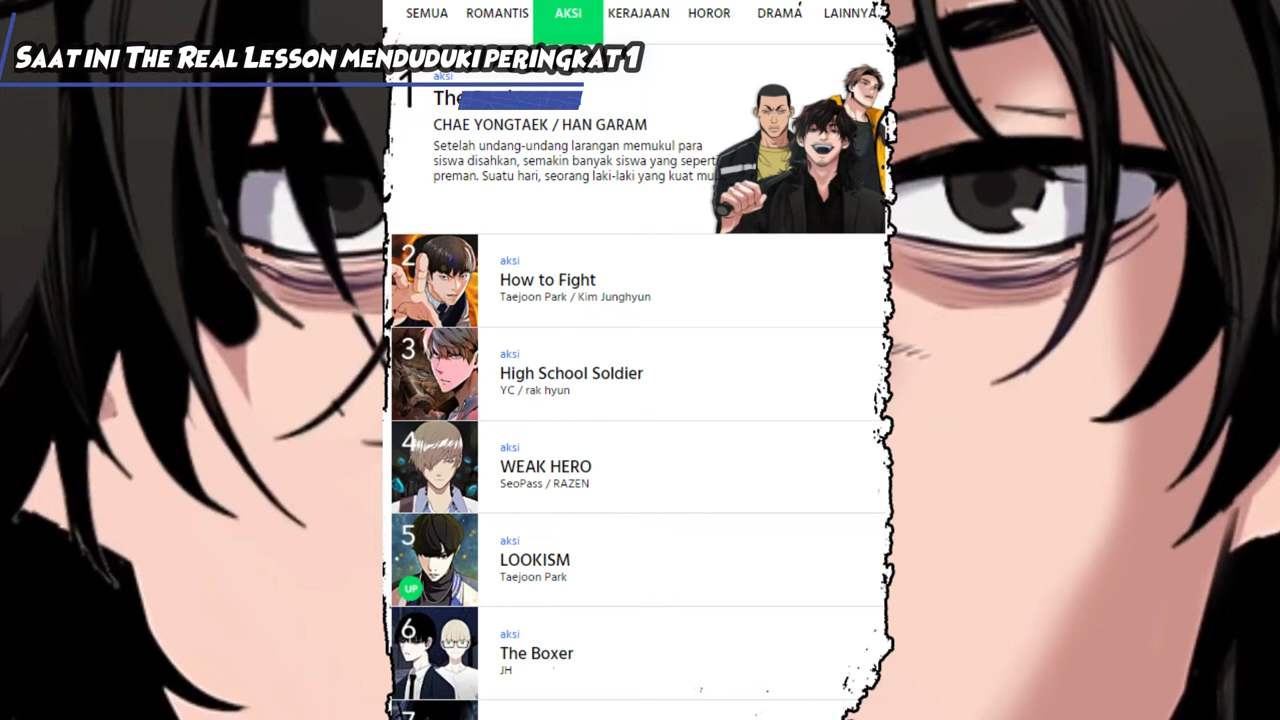 SEMUA ROMANTIS AKSI KERAJAAN HOROR DRAMA LAINNYA
SAAT INI THE REAL LESSON MENDUDUKI PERINGKAT 1
1
aksi
The
CHAE YONGTAEK / HAN GARAM
Setelah undang-undang larangan memukul para
siswa disahkan, semakin banyak siswa yang sepert
preman. Suatu hari, seorang laki-laki yang kuat mu
2
aksi
How to Fight
Taejoon Park / Kim Junghyun
3
aksi
High School Soldier
YC / rak hyun
4
aksi
WEAK HERO
SeoPass / RAZEN
5
UP
aksi
LOOKISM
Taejoon Park
6
aksi
The Boxer
JH